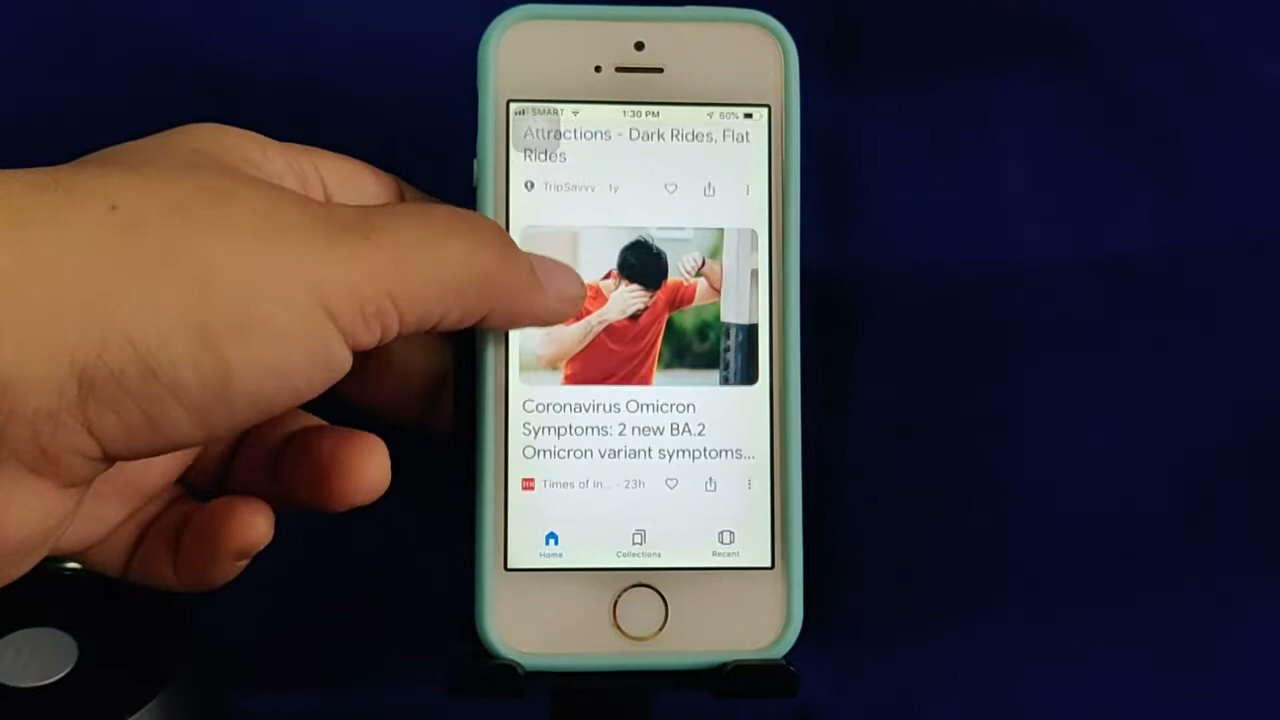 SMART 1:30 PM 60%
Attractions - Dark Rides, Flat
Rides
TripSavvy · 1y
Coronavirus Omicron
Symptoms: 2 new BA.2
Omicron variant symptoms...
Times of In... · 23h
Home Collections Recent